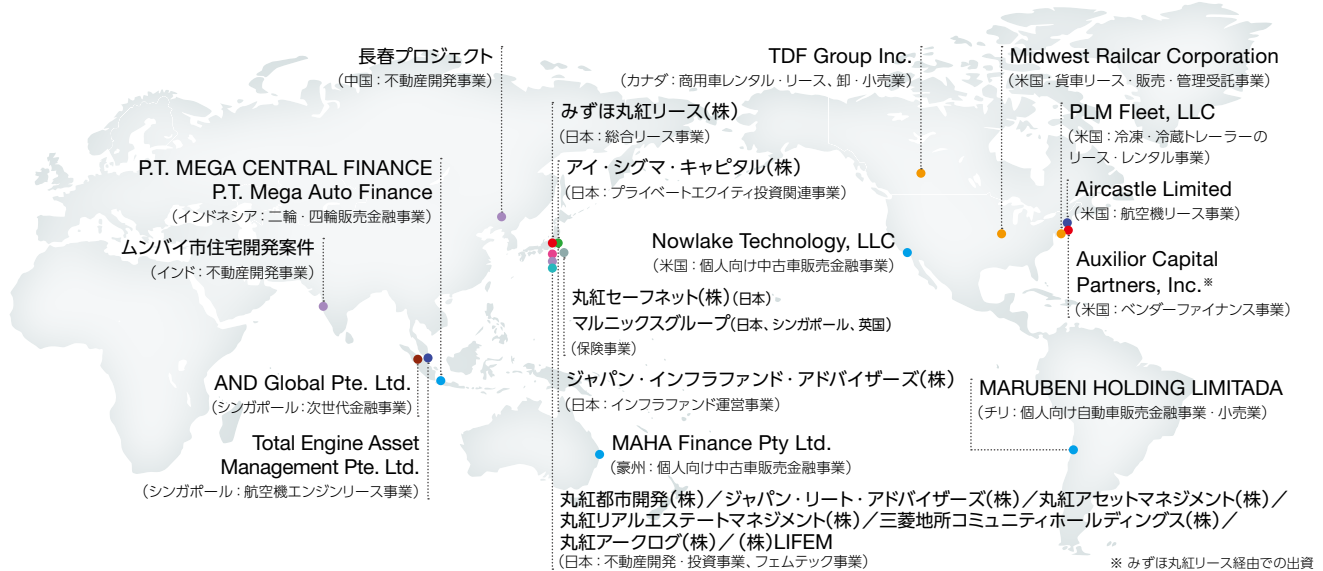 長春プロジェクト
(中国：不動産開発事業)
TDF Group Inc.
(カナダ：商用車レンタル・リース、卸・小売業)
Midwest Railcar Corporation
(米国：貨車リース・販売・管理受託事業)
みずほ丸紅リース(株)
(日本：総合リース事業)
PLM Fleet, LLC
(米国：冷凍・冷蔵トレーラーの
リース・レンタル事業)
P.T. MEGA CENTRAL FINANCE
P.T. Mega Auto Finance
(インドネシア：二輪・四輪販売金融事業)
アイ・シグマ・キャピタル(株)
(日本：プライベートエクイティ投資関連事業)
Aircastle Limited
(米国：航空機リース事業)
ムンバイ市住宅開発案件
(インド：不動産開発事業)
Nowlake Technology, LLC
(米国：個人向け中古車販売金融事業)
Auxilior Capital
Partners, Inc.※
(米国：ベンダーファイナンス事業)
丸紅セーフネット(株)(日本)
マルニックスグループ(日本、シンガポール、英国)
(保険事業)
AND Global Pte. Ltd.
(シンガポール：次世代金融事業)
ジャパン・インフラファンド・アドバイザーズ(株)
(日本：インフラファンド運営事業)
MARUBENI HOLDING LIMITADA
(チリ：個人向け自動車販売金融事業・小売業)
Total Engine Asset
Management Pte. Ltd.
(シンガポール：航空機エンジンリース事業)
MAHA Finance Pty Ltd.
(豪州：個人向け中古車販売金融事業)
丸紅都市開発(株)／ジャパン・リート・アドバイザーズ(株)／丸紅アセットマネジメント(株)／
丸紅リアルエステートマネジメント(株)／三菱地所コミュニティホールディングス(株)／
丸紅アークログ(株)／(株)LIFEM
(日本：不動産開発・投資事業、フェムテック事業)
※ みずほ丸紅リース経由での出資